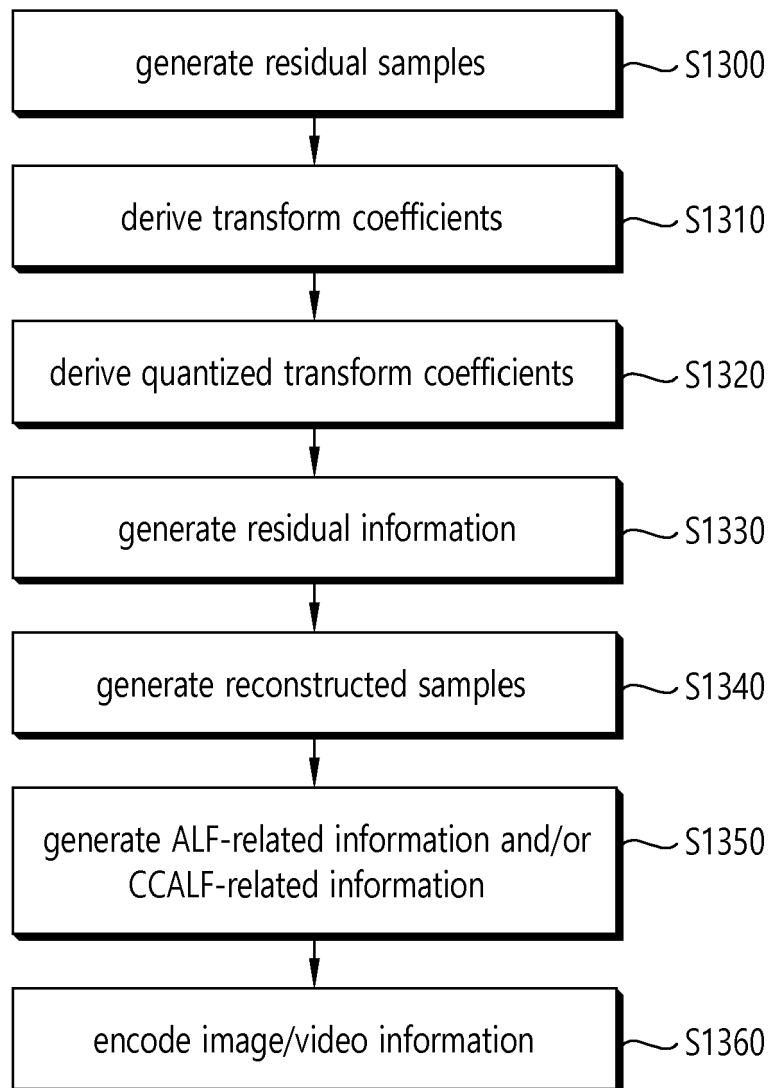 generate residual samples
S1300
derive transform coefficients
S1310
derive quantized transform coefficients
S1320
generate residual information
S1330
generate reconstructed samples
S1340
generate ALF-related information and/or
CCALF-related information
S1350
encode image/video information
S1360